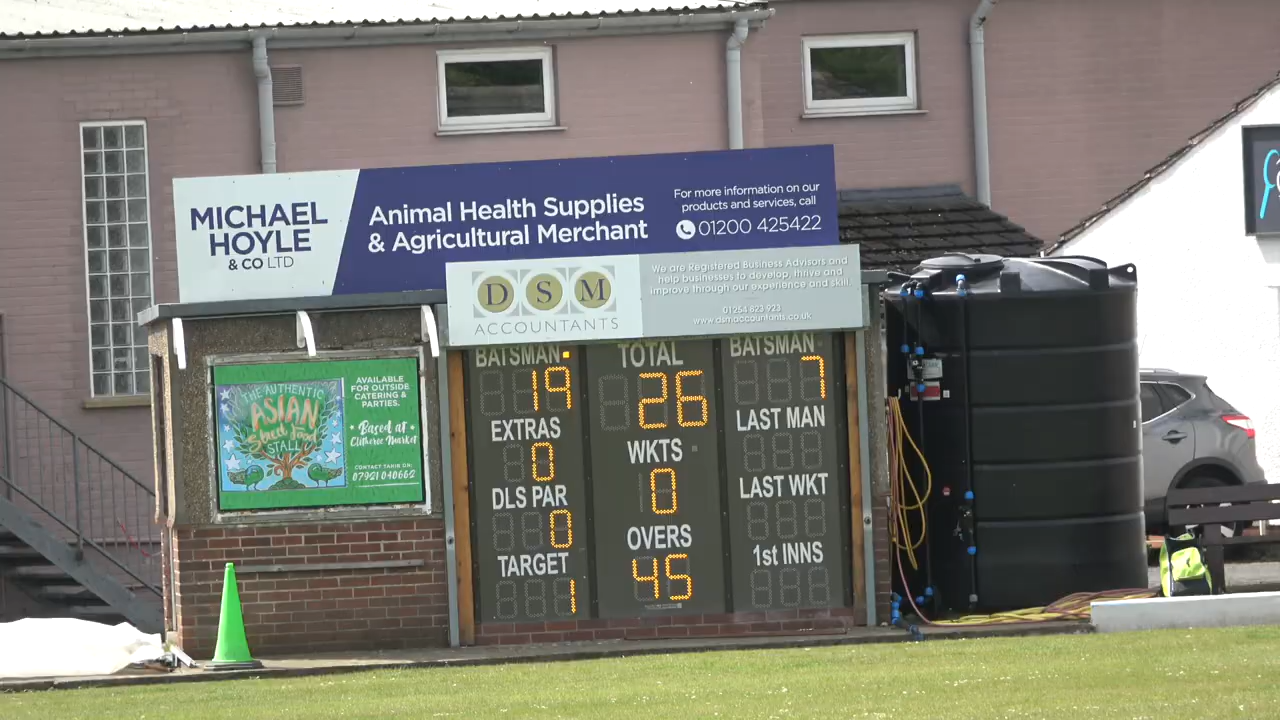 MICHAEL
HOYLE
& CO LTD
Animal Health Supplies
& Agricultural Merchant
For more information on our
products and services, call
01200 425422
DSM
ACCOUNTANTS
We are Registered Business Advisors and
help businesses to develop, thrive and
improve through our experience and skill.
01254 823 923
www.dsmaccountants.co.uk
THE AUTHENTIC
ASIAN
Street Food
STALL
AVAILABLE
FOR OUTSIDE
CATERING &
PARTIES.
• Based at
Clitheroe Market
CONTACT TAHIR ON:
07921 040662
BATSMAN
19
EXTRAS
0
DLS PAR
0
TARGET
1
TOTAL
26
WKTS
0
OVERS
45
BATSMAN
7
LAST MAN
LAST WKT
1st INNS